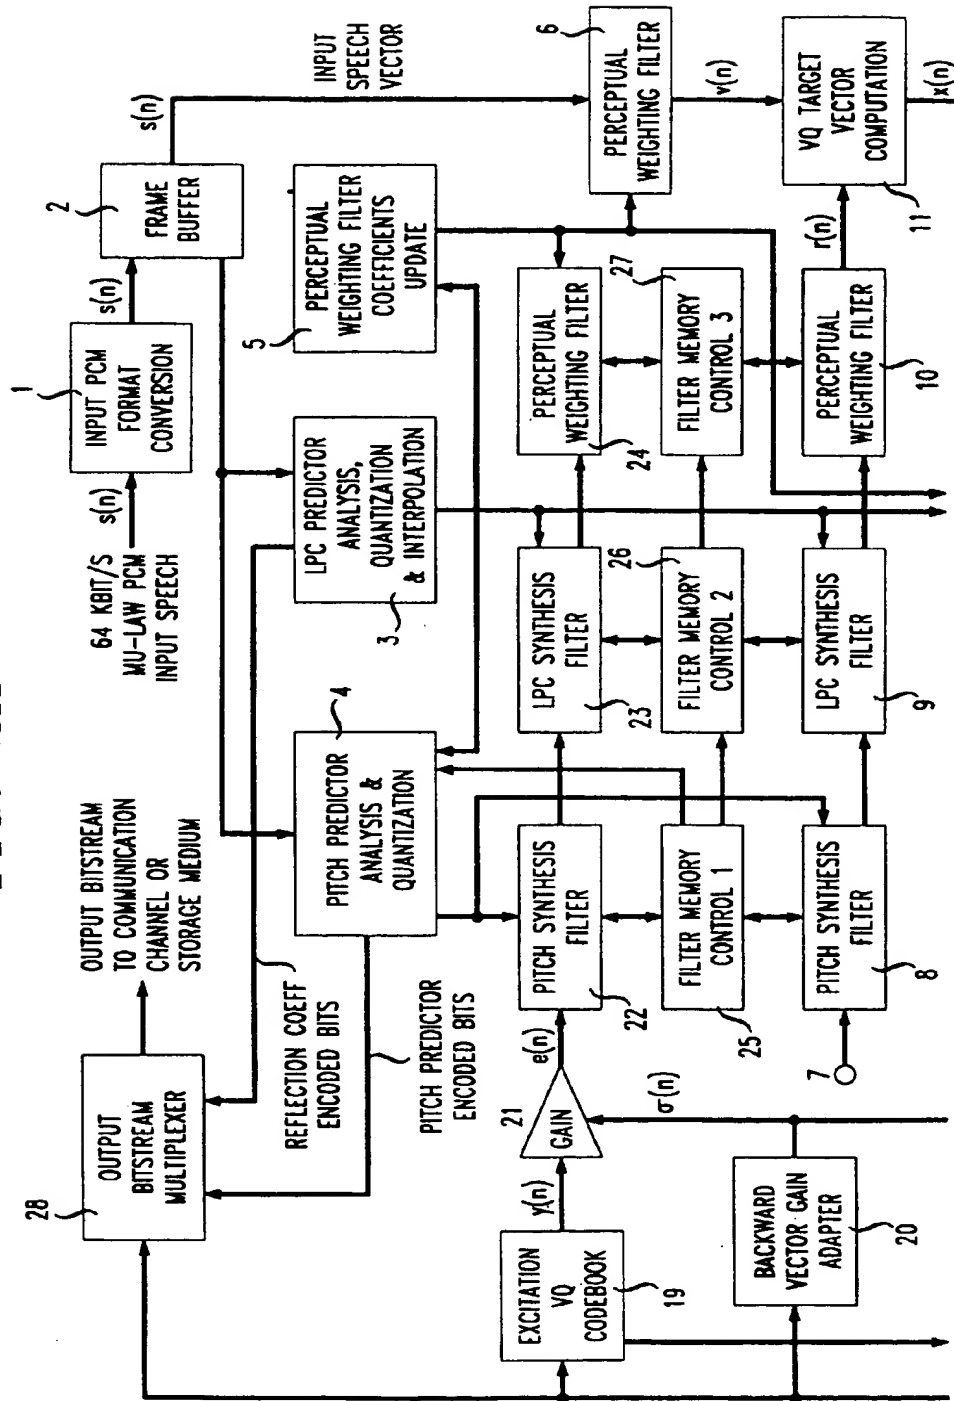 64 KBIT/S
MU-LAW PCM
INPUT SPEECH
s(n)
1
INPUT PCM
FORMAT
CONVERSION
s(n)
2
FRAME
BUFFER
s(n)
INPUT
SPEECH
VECTOR
OUTPUT BITSTREAM
TO COMMUNICATION
CHANNEL OR
STORAGE MEDIUM
28
OUTPUT
BITSTREAM
MULTIPLEXER
REFLECTION COEFF
ENCODED BITS
PITCH PREDICTOR
ENCODED BITS
4
PITCH PREDICTOR
ANALYSIS &
QUANTIZATION
3
LPC PREDICTOR
ANALYSIS,
QUANTIZATION
& INTERPOLATION
5
PERCEPTUAL
WEIGHTING FILTER
COEFFICIENTS
UPDATE
6
PERCEPTUAL
WEIGHTING FILTER
v(n)
EXCITATION
VQ
CODEBOOK
19
y(n)
21
GAIN
e(n)
PITCH SYNTHESIS
FILTER
22
LPC SYNTHESIS
FILTER
23
PERCEPTUAL
WEIGHTING FILTER
24
FILTER MEMORY
CONTROL 1
25
26
FILTER MEMORY
CONTROL 2
27
FILTER MEMORY
CONTROL 3
BACKWARD
VECTOR GAIN
ADAPTER
20
σ(n)
7
PITCH SYNTHESIS
FILTER
8
LPC SYNTHESIS
FILTER
9
PERCEPTUAL
WEIGHTING FILTER
10
r(n)
VQ TARGET
VECTOR
COMPUTATION
11
x(n)